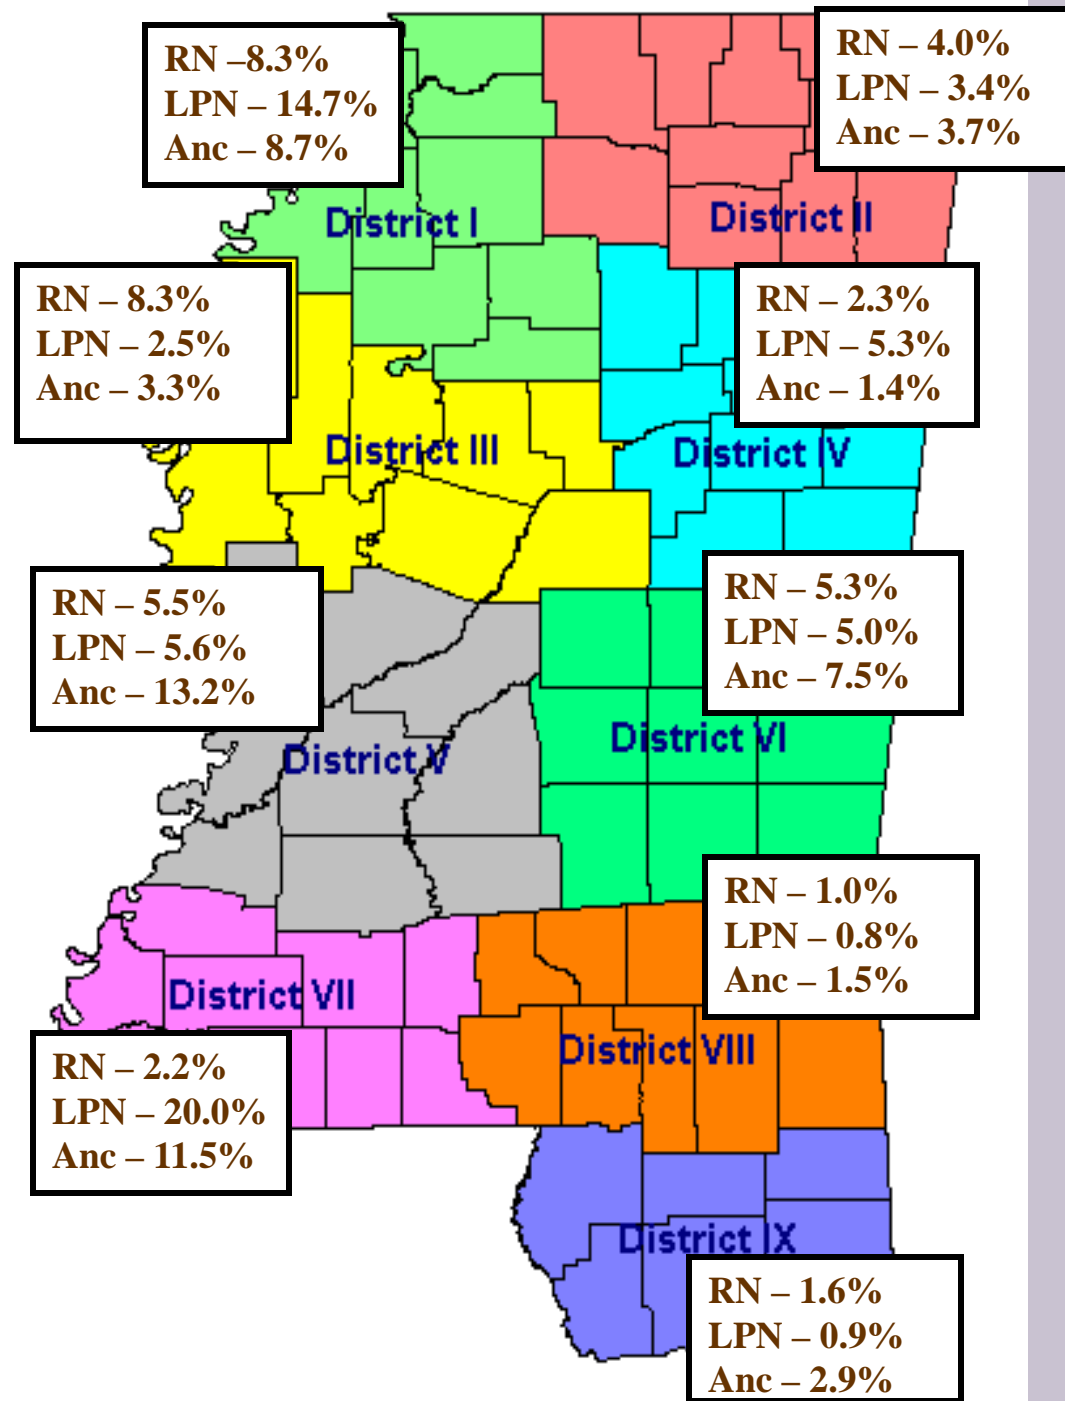 RN –8.3%
LPN – 14.7%
Anc – 8.7%
RN – 4.0%
LPN – 3.4%
Anc – 3.7%
District I
District II
RN – 8.3%
LPN – 2.5%
Anc – 3.3%
RN – 2.3%
LPN – 5.3%
Anc – 1.4%
District III
District IV
RN – 5.5%
LPN – 5.6%
Anc – 13.2%
RN – 5.3%
LPN – 5.0%
Anc – 7.5%
District V
District VI
RN – 1.0%
LPN – 0.8%
Anc – 1.5%
District VII
District VIII
RN – 2.2%
LPN – 20.0%
Anc – 11.5%
District IX
RN – 1.6%
LPN – 0.9%
Anc – 2.9%